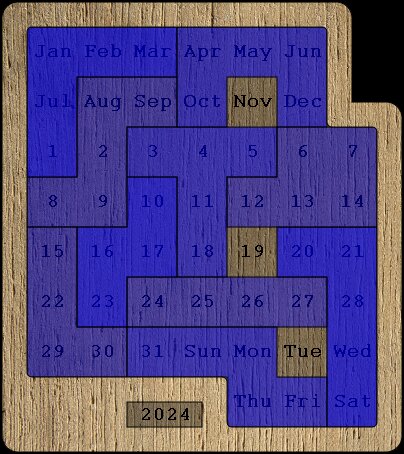 Jan Feb Mar Apr May Jun
Jul Aug Sep Oct Nov Dec
1 2 3 4 5 6 7
8 9 10 11 12 13 14
15 16 17 18 19 20 21
22 23 24 25 26 27 28
29 30 31 Sun Mon Tue Wed
Thu Fri Sat
2024